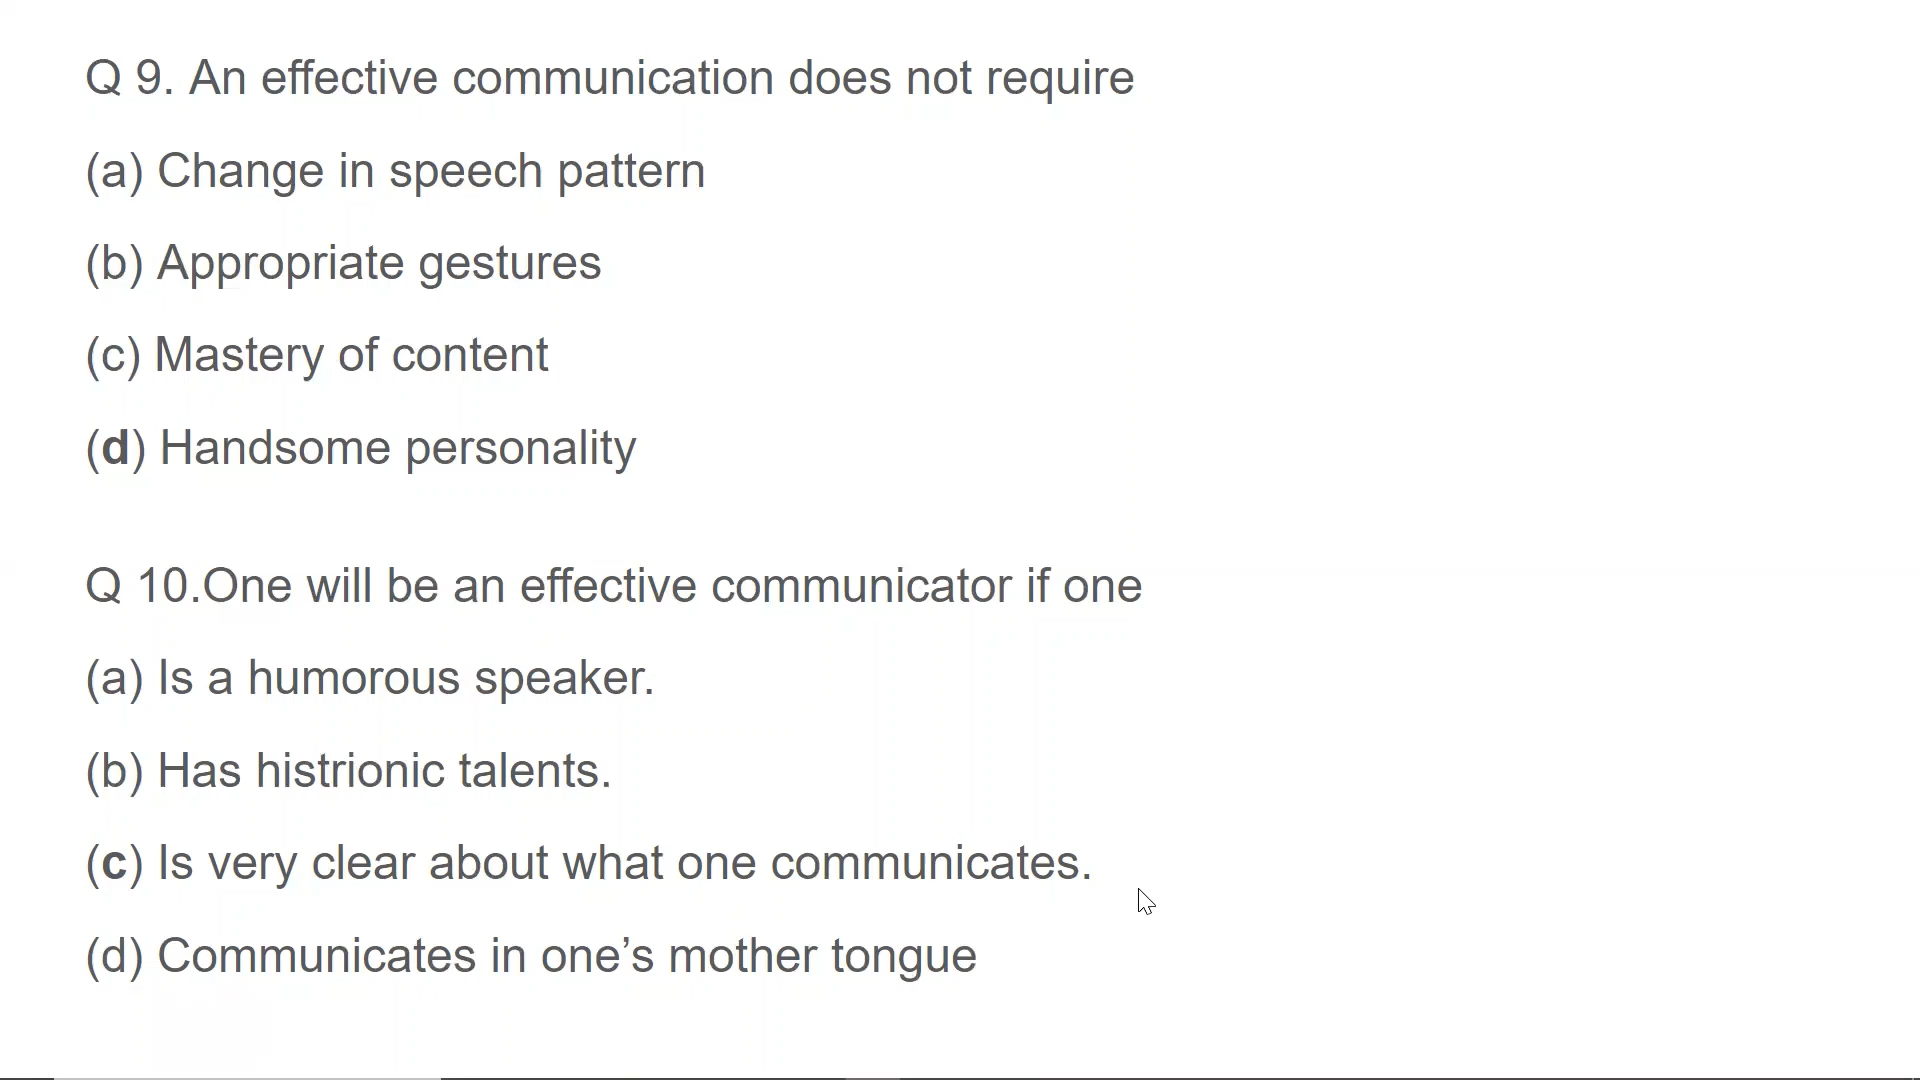 Q 9. An effective communication does not require
(a) Change in speech pattern
(b) Appropriate gestures
(c) Mastery of content
(d) Handsome personality
Q 10.One will be an effective communicator if one
(a) Is a humorous speaker.
(b) Has histrionic talents.
(c) Is very clear about what one communicates.
(d) Communicates in one’s mother tongue